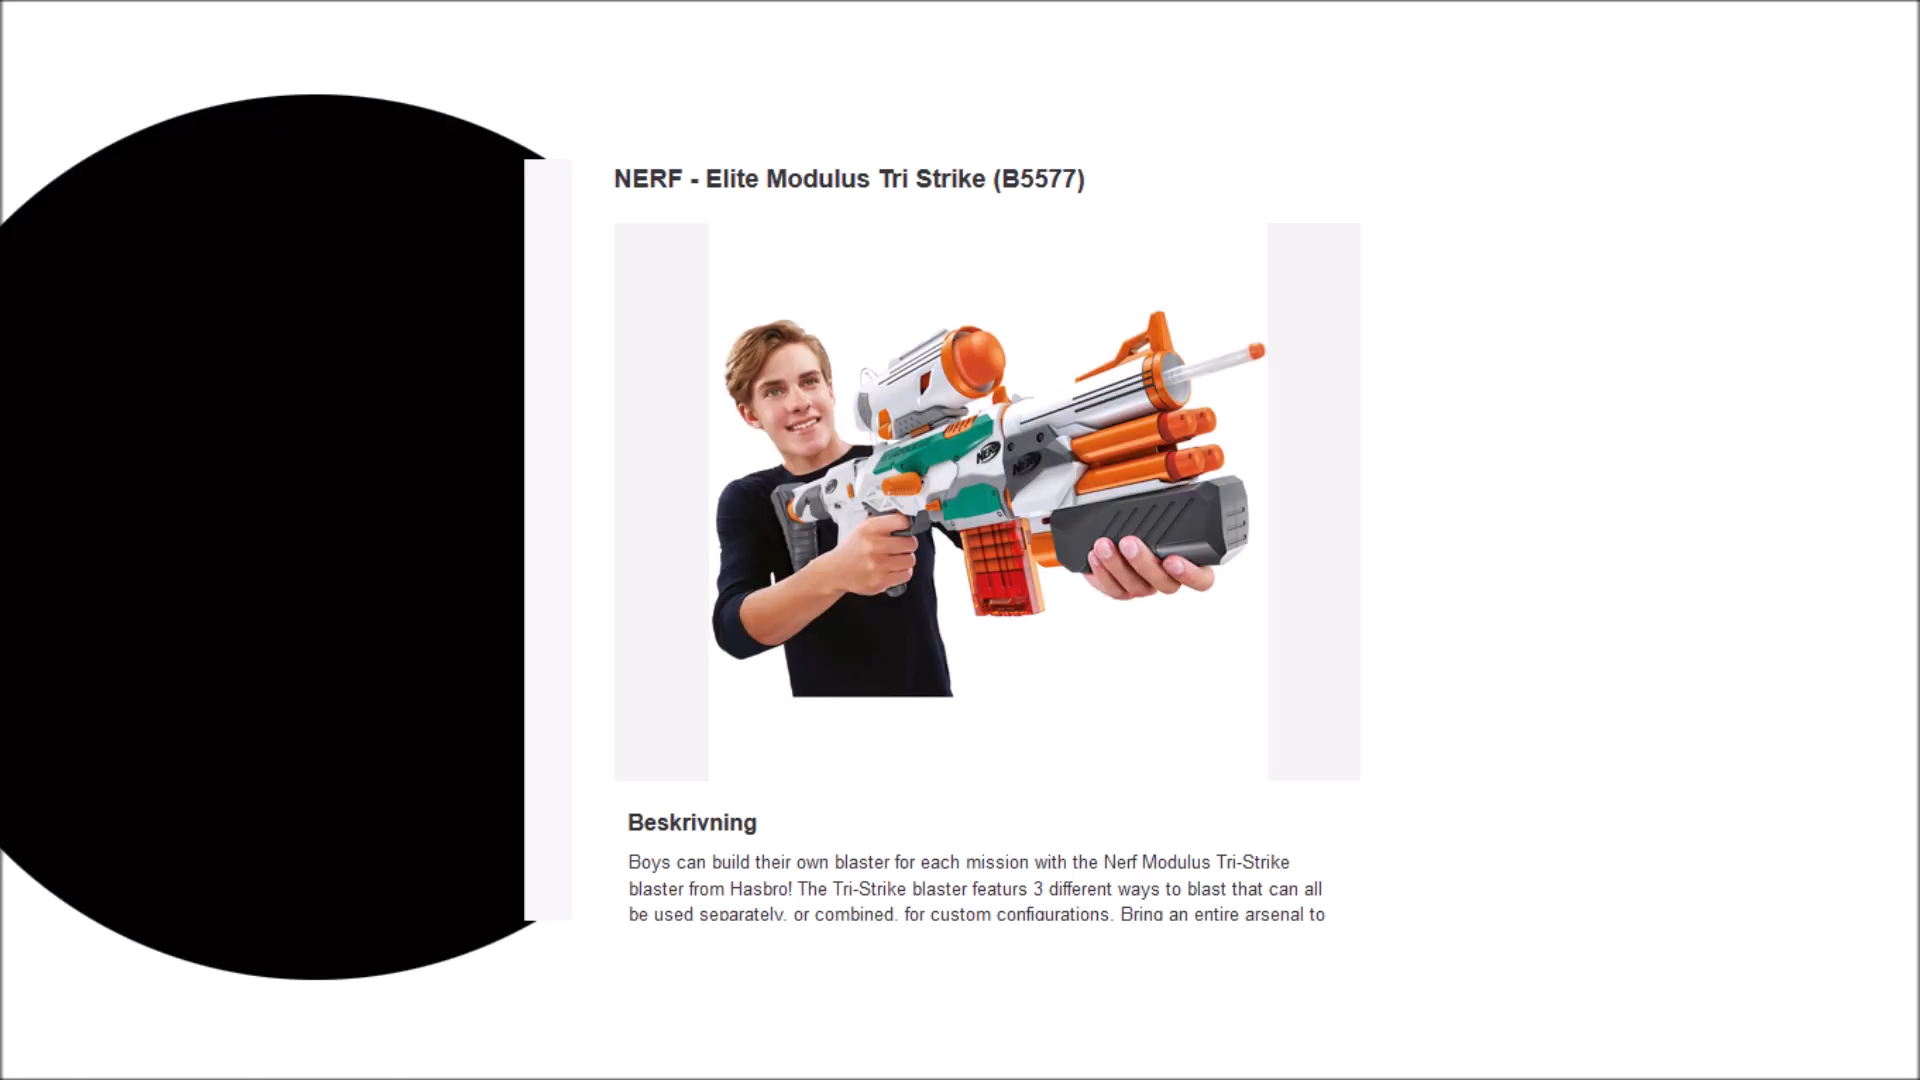 NERF - Elite Modulus Tri Strike (B5577)
NERF
NERF
Beskrivning
Boys can build their own blaster for each mission with the Nerf Modulus Tri-Strike
blaster from Hasbro! The Tri-Strike blaster featurs 3 different ways to blast that can all
be used separately, or combined, for custom configurations. Bring an entire arsenal to